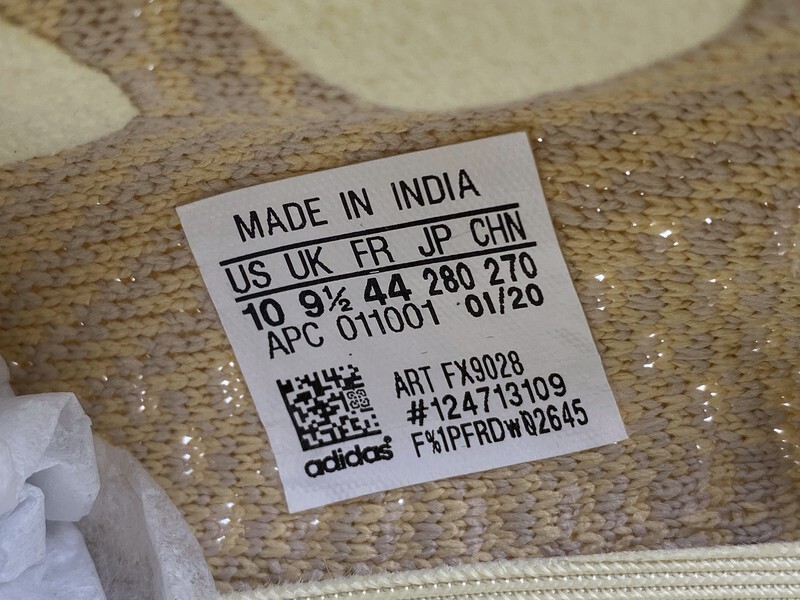 MADE IN INDIA
US UK FR JP CHN
10 9½ 44 280 270
APC 011001 01/20
ART FX9028
#124713109
F%1PFRDW02645
adidas